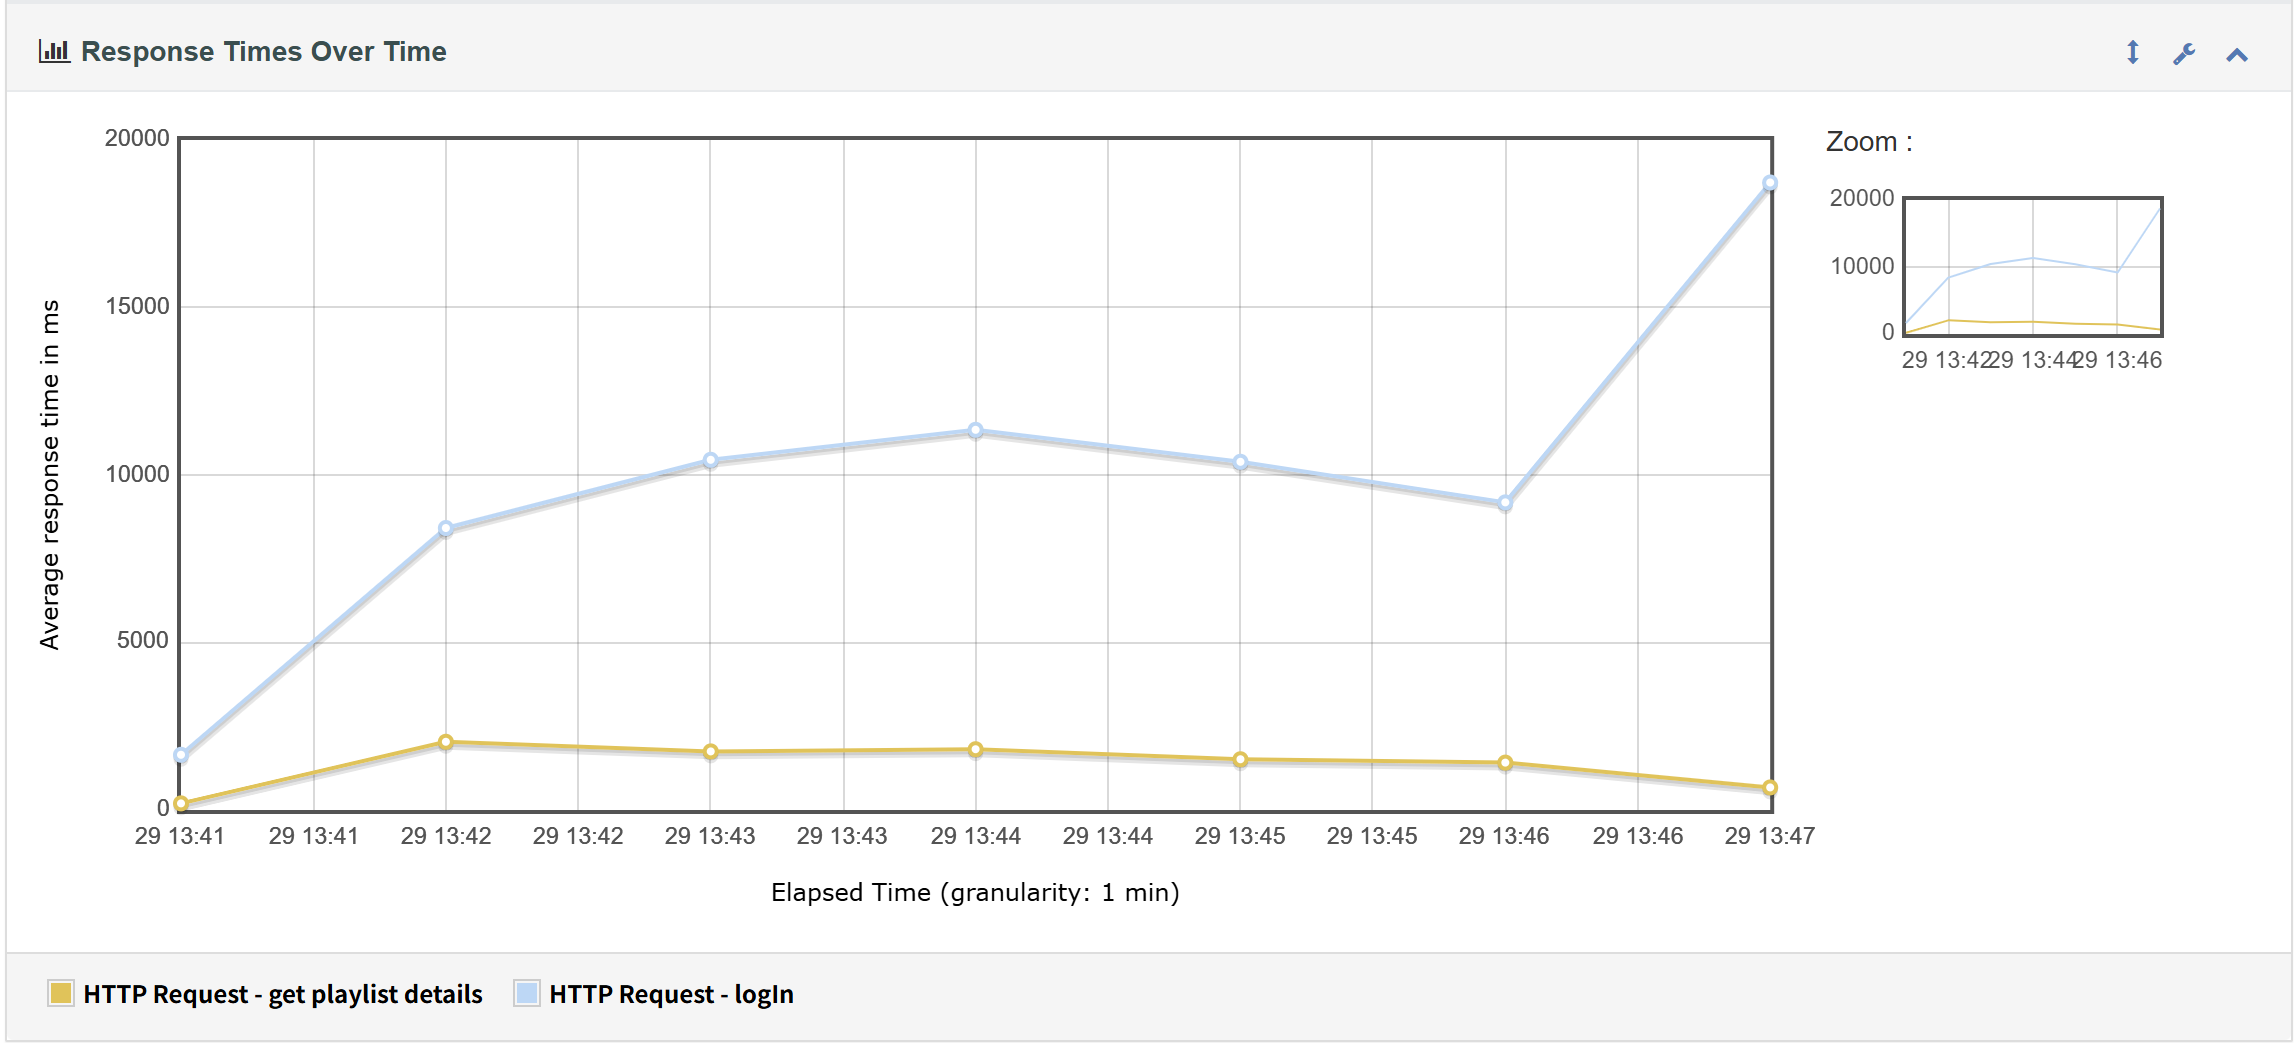 Response Times Over Time
20000
15000
10000
5000
0
Average response time in ms
29 13:41 29 13:41 29 13:42 29 13:42 29 13:43 29 13:43 29 13:44 29 13:44 29 13:45 29 13:45 29 13:46 29 13:46 29 13:47
Elapsed Time (granularity: 1 min)
Zoom :
20000
10000
0
29 13:42 29 13:44 29 13:46
HTTP Request - get playlist details HTTP Request - logIn